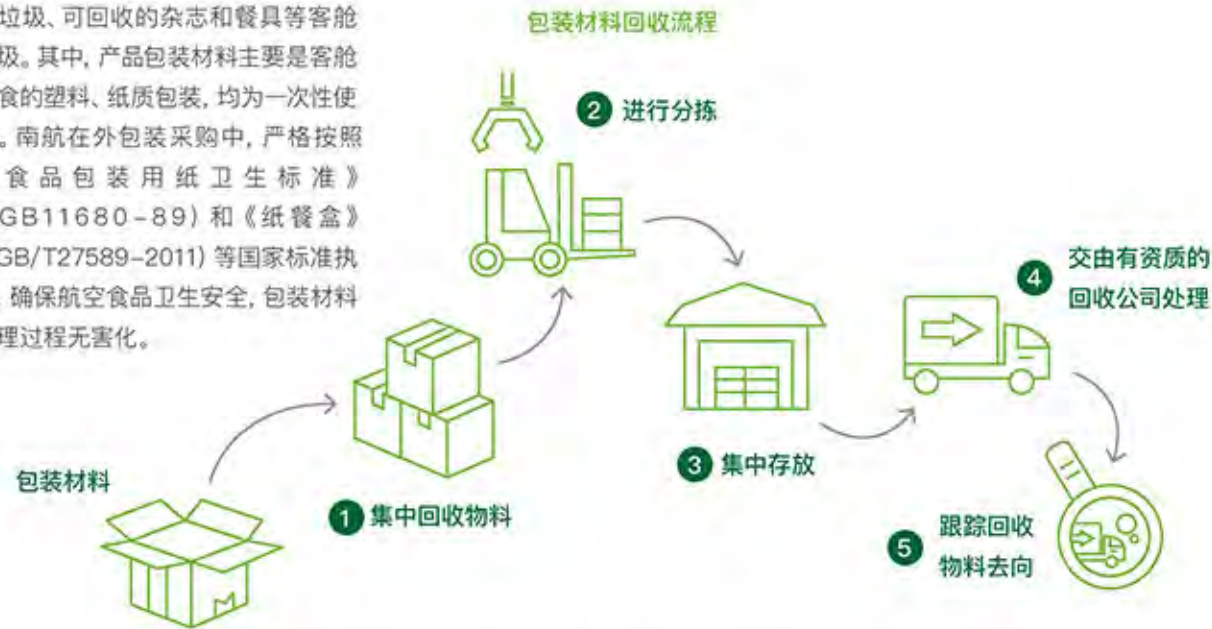 垃圾、可回收的杂志和餐具等客舱
圾。其中, 产品包装材料主要是客舱
食的塑料、纸质包装, 均为一次性使
。南航在外包装采购中, 严格按照
食品包装用纸卫生标准》
GB11680-89) 和《纸餐盒》
GB/T27589-2011) 等国家标准执
确保航空食品卫生安全, 包装材料
理过程无害化。
包装材料回收流程
包装材料
1 集中回收物料
2 进行分拣
3 集中存放
4 交由有资质的
回收公司处理
5 跟踪回收
物料去向